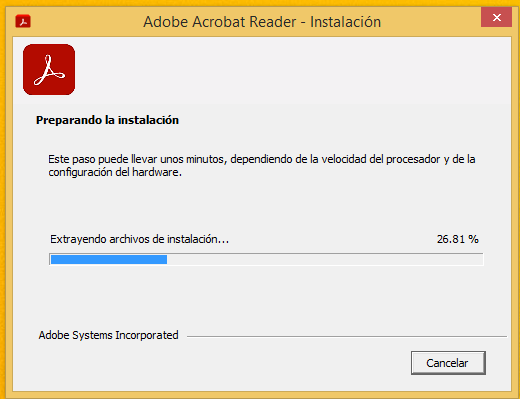 Adobe Acrobat Reader - Instalación
Preparando la instalación
Este paso puede llevar unos minutos, dependiendo de la velocidad del procesador y de la
configuración del hardware.
Extrayendo archivos de instalación... 26.81 %
Adobe Systems Incorporated
Cancelar